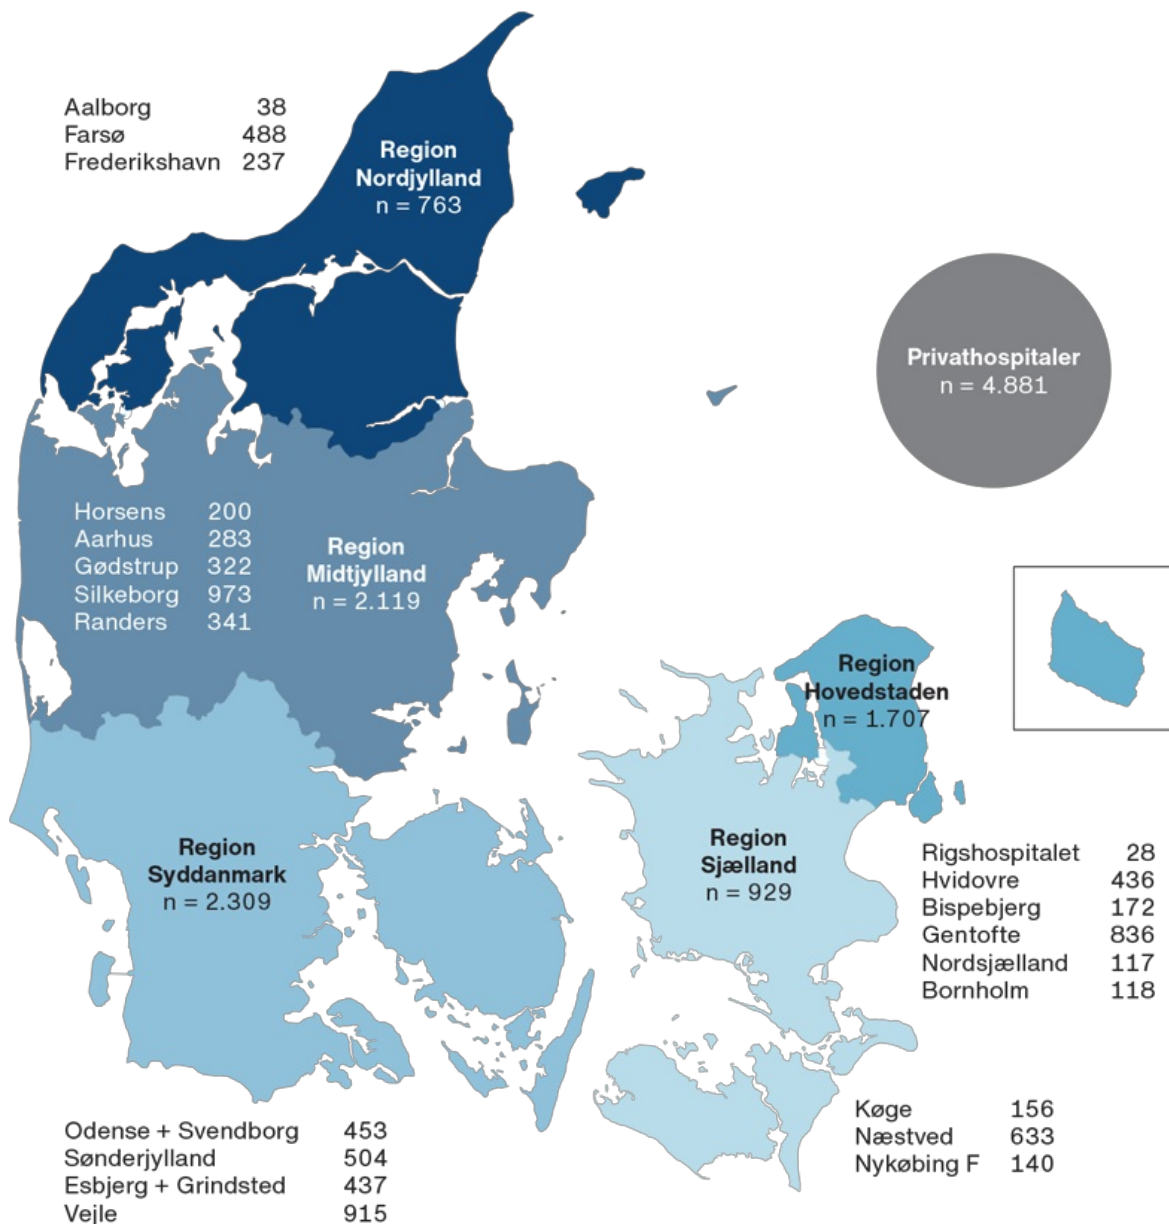 Aalborg 38
Farsø 488
Frederikshavn 237
Region
Nordjylland
n = 763
Privathospitaler
n = 4.881
Horsens 200
Aarhus 283
Gødstrup 322
Silkeborg 973
Randers 341
Region
Midtjylland
n = 2.119
Region
Hovedstaden
n = 1.707
Region
Syddanmark
n = 2.309
Region
Sjælland
n = 929
Rigshospitalet 28
Hvidovre 436
Bispebjerg 172
Gentofte 836
Nordsjælland 117
Bornholm 118
Køge 156
Næstved 633
Nykøbing F 140
Odense + Svendborg 453
Sønderjylland 504
Esbjerg + Grindsted 437
Vejle 915